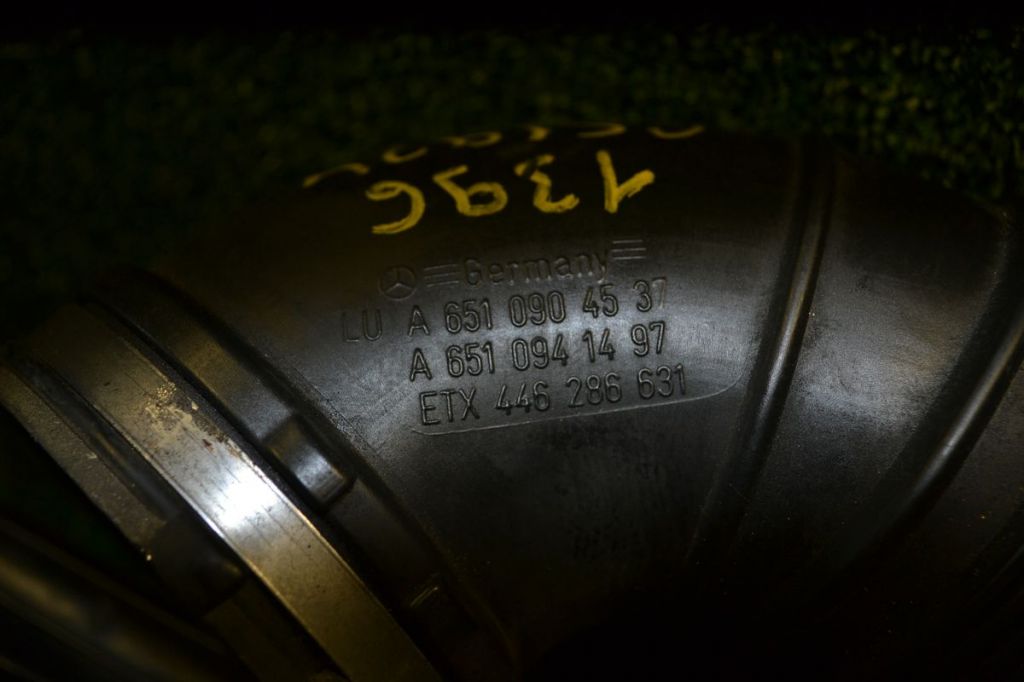 1396
Germany
LU A 651 090 45 37
A 651 094 14 97
ETX 446 286 631